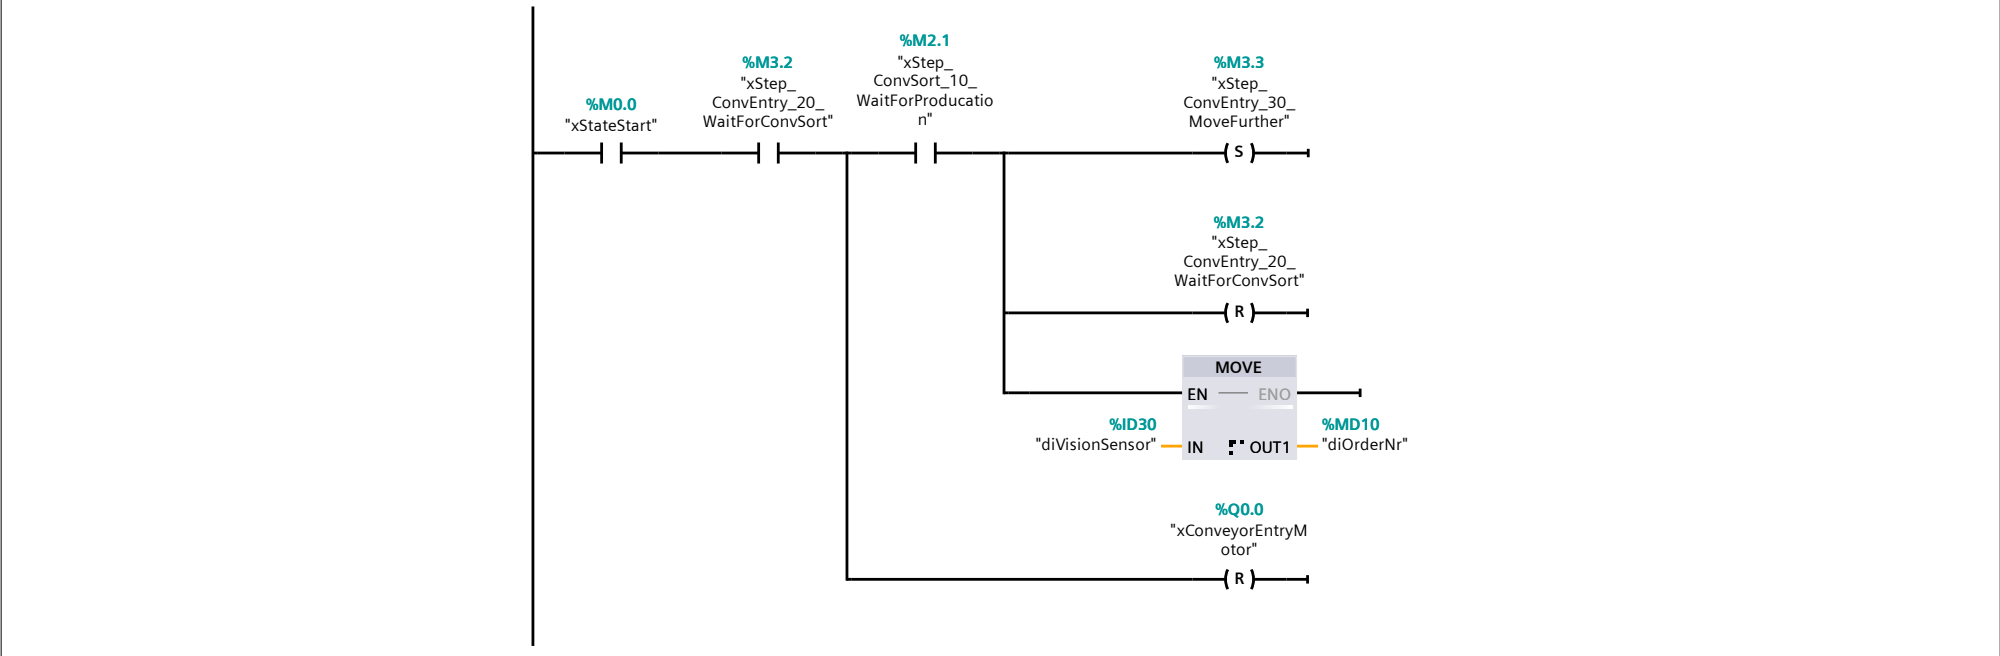 %M2.1
"xStep_
ConvSort_10_
WaitForProducatio
n"
%M3.2
"xStep_
ConvEntry_20_
WaitForConvSort"
%M3.3
"xStep_
ConvEntry_30_
MoveFurther"
%M0.0
"xStateStart"
( S )
%M3.2
"xStep_
ConvEntry_20_
WaitForConvSort"
( R )
MOVE
EN ENO
%ID30
"diVisionSensor"
IN OUT1
%MD10
"diOrderNr"
%Q0.0
"xConveyorEntryM
otor"
( R )